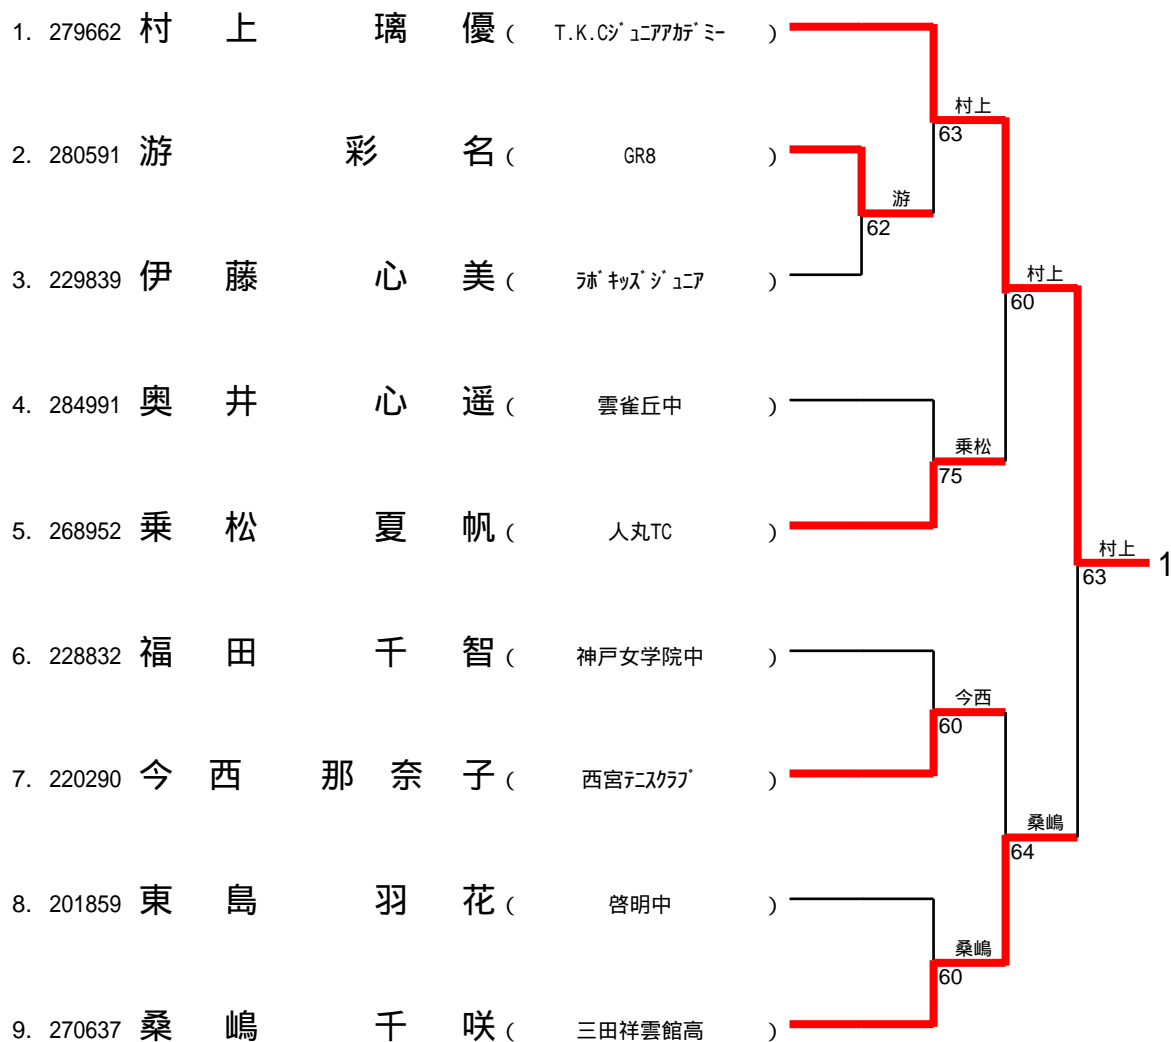 1. 279662 村上 璃優 ( T.K.Cｼﾞｭﾆｱｱｶﾃﾞﾐｰ )
村上
63
2. 280591 游 彩名 ( GR8 )
游
62
3. 229839 伊藤 心美 ( ﾗﾎﾞｷｯｽﾞｼﾞｭﾆｱ )
村上
60
4. 284991 奥井 心遥 ( 雲雀丘中 )
乗松
75
5. 268952 乗松 夏帆 ( 人丸TC )
村上 1
63
6. 228832 福田 千智 ( 神戸女学院中 )
今西
60
7. 220290 今西 那奈子 ( 西宮ﾃﾆｽｸﾗﾌﾞ )
桑嶋
64
8. 201859 東島 羽花 ( 啓明中 )
桑嶋
60
9. 270637 桑嶋 千咲 ( 三田祥雲館高 )